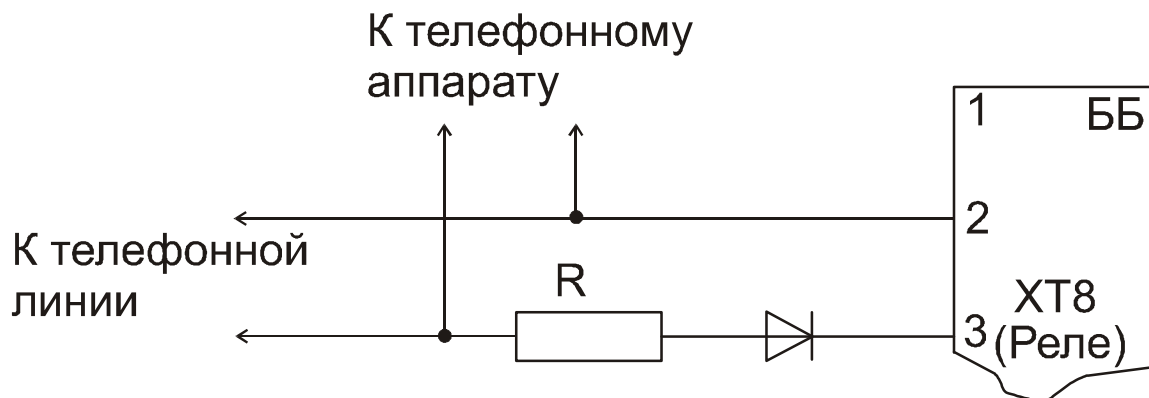 К телефонному
аппарату
1
ББ
2
К телефонной
линии
R
ХТ8
3
(Реле)